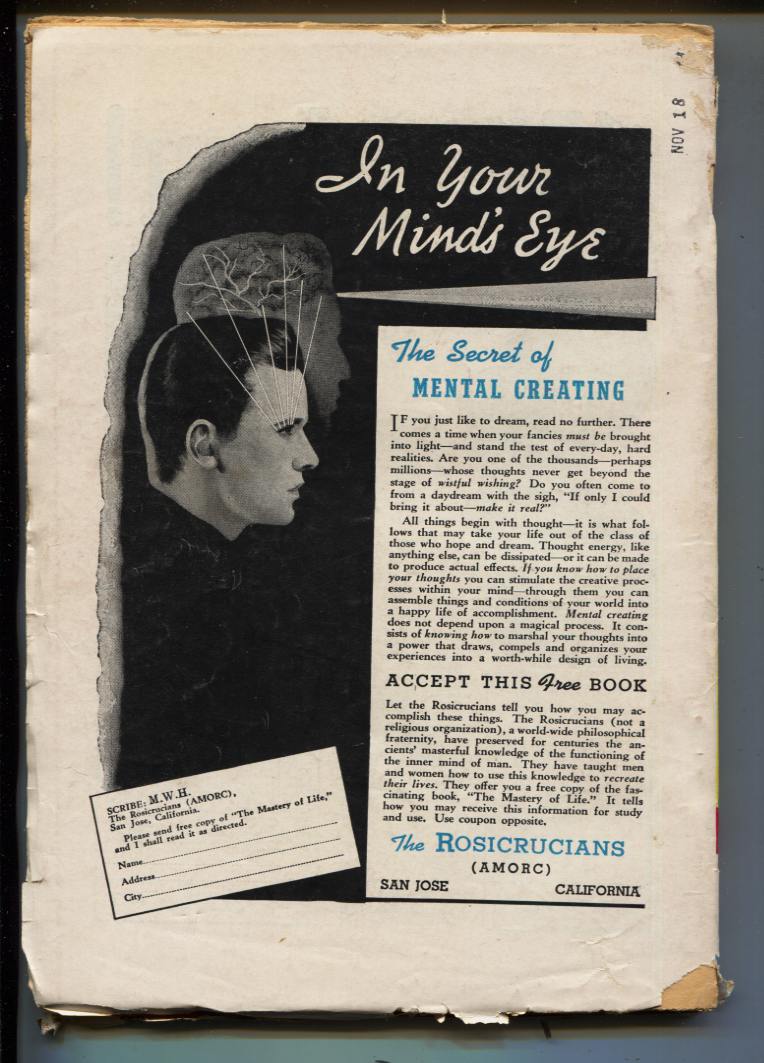 NOV 18
In Your
Mind's Eye
The Secret of
MENTAL CREATING
IF you just like to dream, read no further. There
comes a time when your fancies must be brought
into light—and stand the test of every-day, hard
realities. Are you one of the thousands—perhaps
millions—whose thoughts never get beyond the
stage of wistful wishing? Do you often come to
from a daydream with the sigh, “If only I could
bring it about—make it real?”
All things begin with thought—it is what fol-
lows that may take your life out of the class of
those who hope and dream. Thought energy, like
anything else, can be dissipated—or it can be made
to produce actual effects. If you know how to place
your thoughts you can stimulate the creative proc-
esses within your mind—through them you can
assemble things and conditions of your world into
a happy life of accomplishment. Mental creating
does not depend upon a magical process. It con-
sists of knowing how to marshal your thoughts into
a power that draws, compels and organizes your
experiences into a worth-while design of living.
ACCEPT THIS Free BOOK
Let the Rosicrucians tell you how you may ac-
complish these things. The Rosicrucians (not a
religious organization), a world-wide philosophical
fraternity, have preserved for centuries the an-
cients' masterful knowledge of the functioning of
the inner mind of man. They have taught men
and women how to use this knowledge to recreate
their lives. They offer you a free copy of the fas-
cinating book, “The Mastery of Life.” It tells
how you may receive this information for study
and use. Use coupon opposite.
The ROSICRUCIANS
(AMORC)
SAN JOSE CALIFORNIA
SCRIBE: M.W.H.
The Rosicrucians (AMORC),
San Jose, California.
Please send free copy of “The Mastery of Life,”
and I shall read it as directed.
Name
Address
City